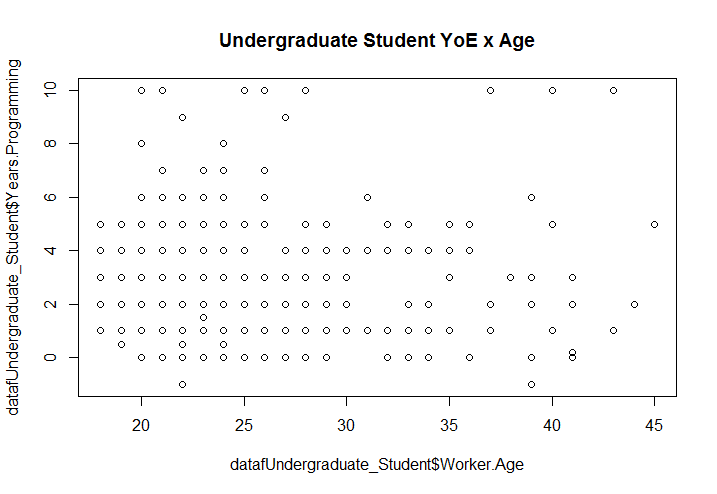 Undergraduate Student YoE x Age
datafUndergraduate_Student$Years.Programming
10
8
6
4
2
0
20 25 30 35 40 45
datafUndergraduate_Student$Worker.Age